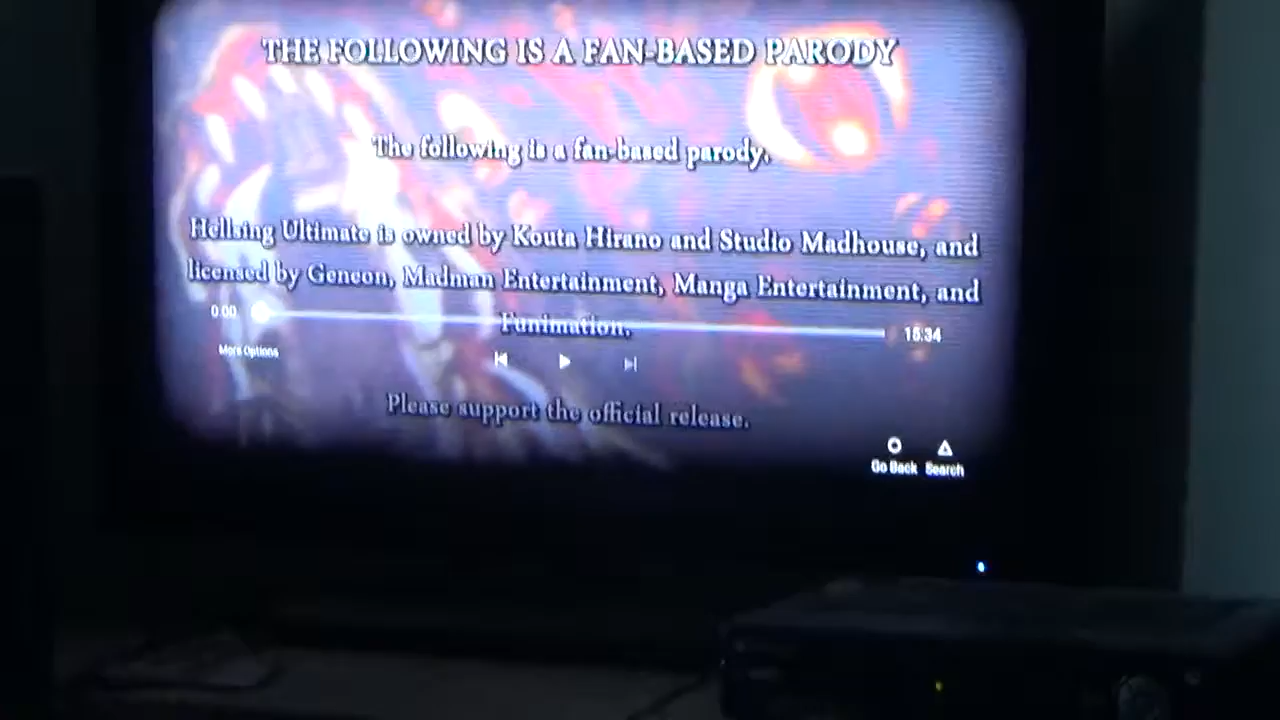 THE FOLLOWING IS A FAN-BASED PARODY
The following is a fan-based parody.
Hellsing Ultimate is owned by Kouta Hirano and Studio Madhouse, and
licensed by Geneon, Madman Entertainment, Manga Entertainment, and
Funimation.
0:00
15:34
More Options
Please support the official release.
Go Back Search